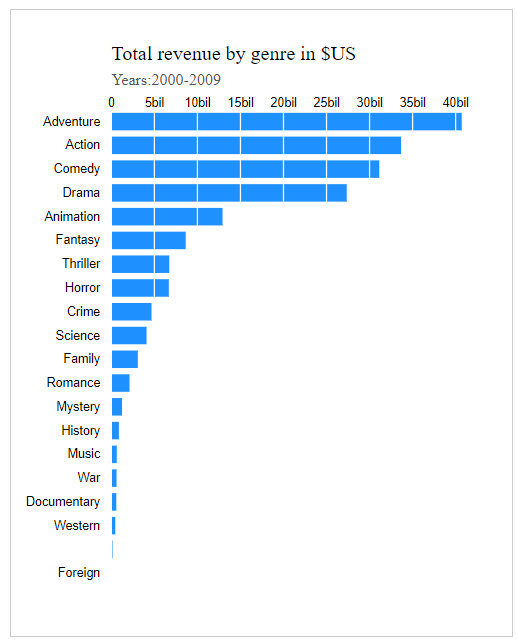 Total revenue by genre in $US
Years:2000-2009
0 5bil 10bil 15bil 20bil 25bil 30bil 35bil 40bil
Adventure
Action
Comedy
Drama
Animation
Fantasy
Thriller
Horror
Crime
Science
Family
Romance
Mystery
History
Music
War
Documentary
Western
Foreign